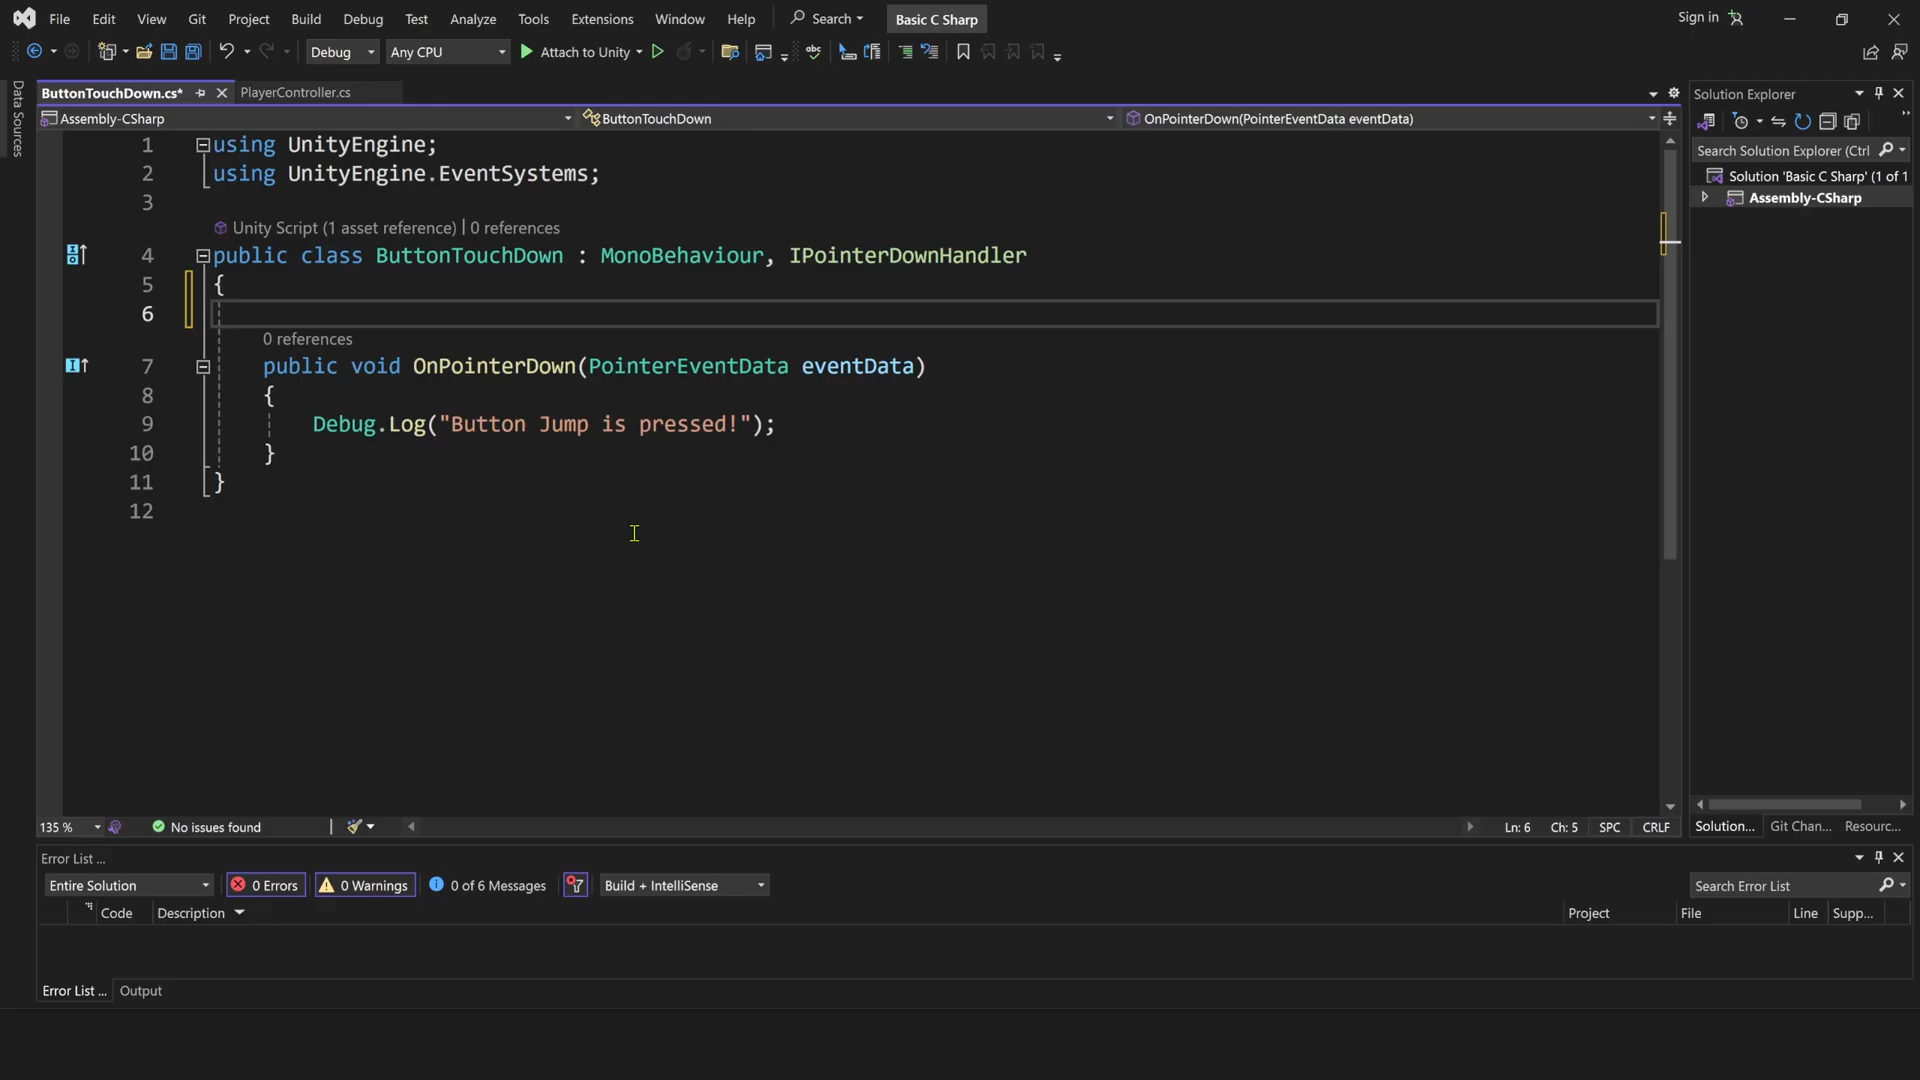 File Edit View Git Project Build Debug Test Analyze Tools Extensions Window Help Search Basic C Sharp Sign in
Debug Any CPU Attach to Unity
Data Sources
ButtonTouchDown.cs* PlayerController.cs
Assembly-CSharp ButtonTouchDown OnPointerDown(PointerEventData eventData)
1 using UnityEngine;
2 using UnityEngine.EventSystems;
3
Unity Script (1 asset reference) | 0 references
4 public class ButtonTouchDown : MonoBehaviour, IPointerDownHandler
5 {
6
0 references
7 public void OnPointerDown(PointerEventData eventData)
8 {
9 Debug.Log("Button Jump is pressed!");
10 }
11 }
12
135 % No issues found Ln: 6 Ch: 5 SPC CRLF
Solution Explorer
Search Solution Explorer (Ctrl
Solution 'Basic C Sharp' (1 of 1
Assembly-CSharp
Solution... Git Chan... Resourc...
Error List ...
Entire Solution 0 Errors 0 Warnings 0 of 6 Messages Build + IntelliSense Search Error List
Code Description Project File Line Supp...
Error List ... Output